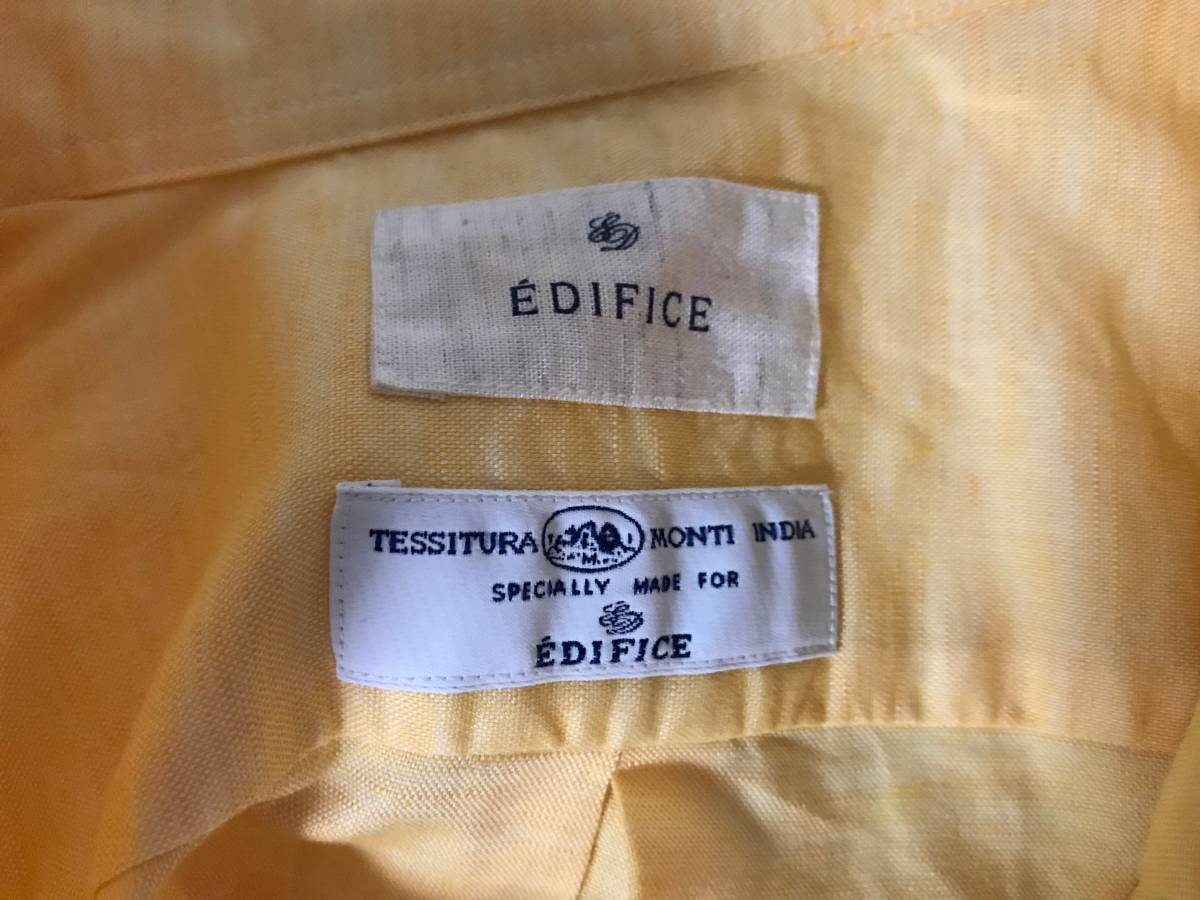 ÉDIFICE
TESSITURA MONTI INDIA
M.
SPECIALLY MADE FOR
ÉDIFICE